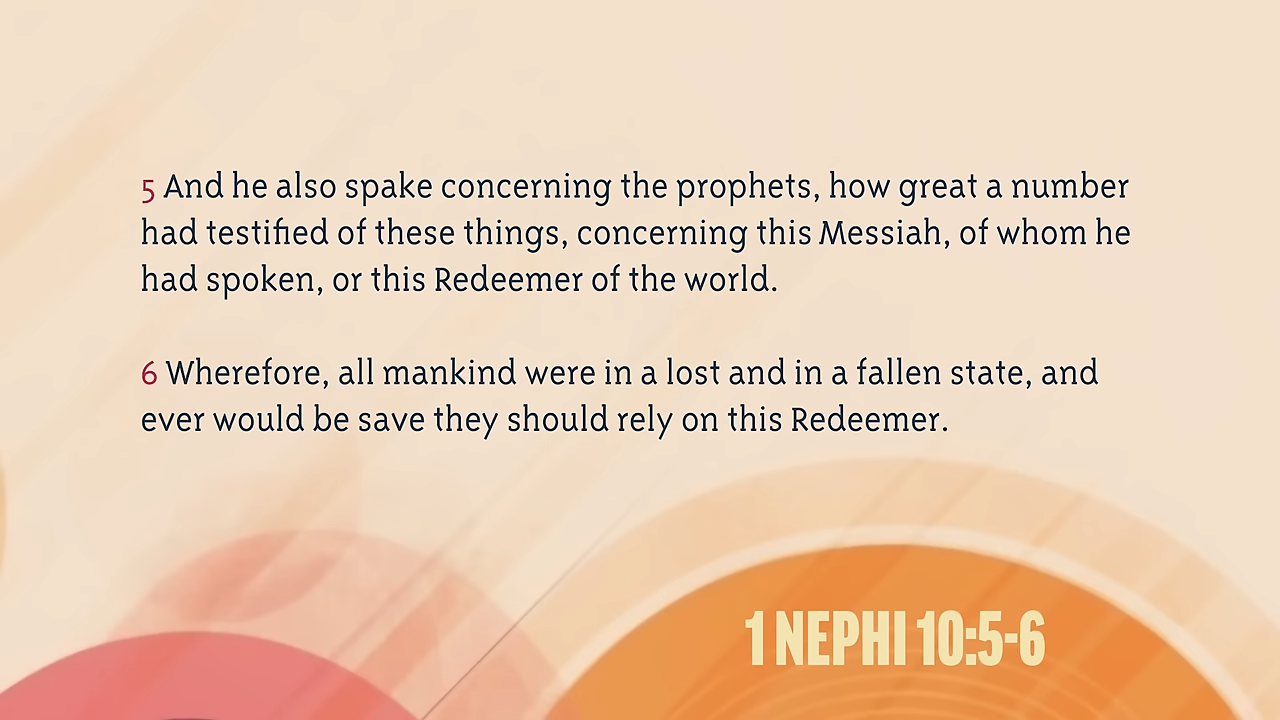 5 And he also spake concerning the prophets, how great a number
had testified of these things, concerning this Messiah, of whom he
had spoken, or this Redeemer of the world.
6 Wherefore, all mankind were in a lost and in a fallen state, and
ever would be save they should rely on this Redeemer.
1 NEPHI 10:5-6